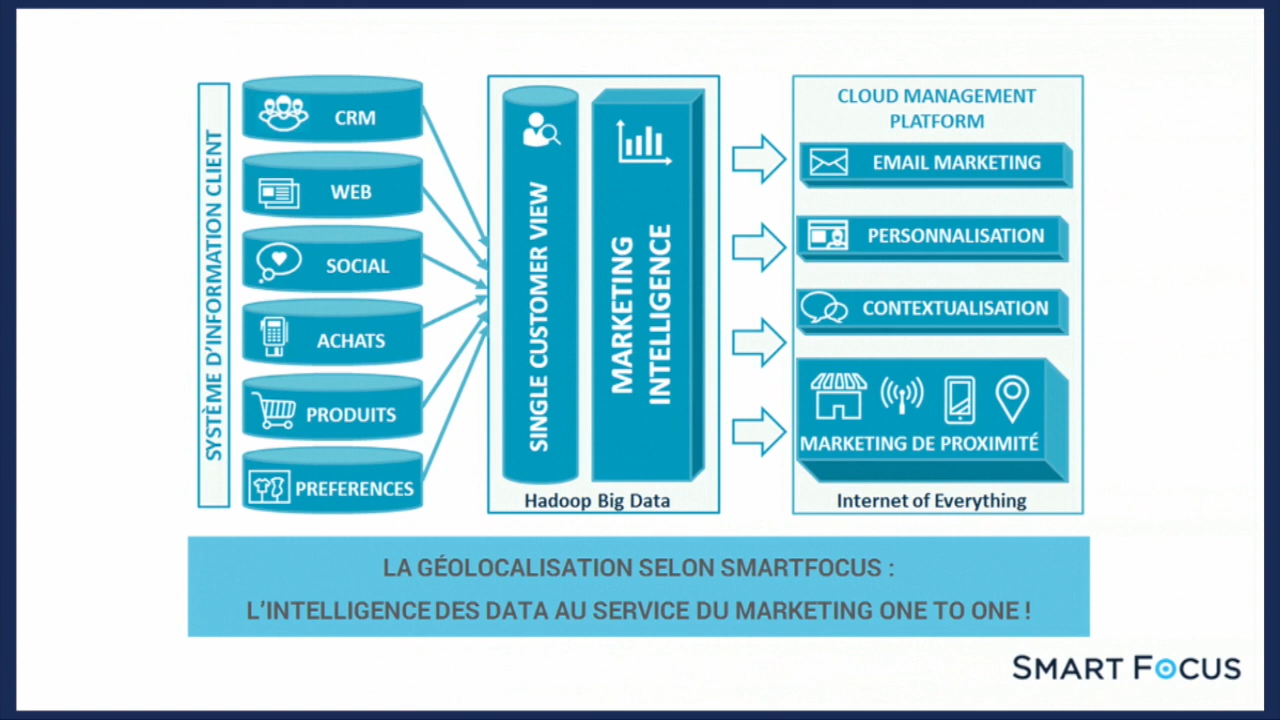 SYSTÈME D'INFORMATION CLIENT
CRM
WEB
SOCIAL
ACHATS
PRODUITS
PREFERENCES
SINGLE CUSTOMER VIEW
MARKETING
INTELLIGENCE
Hadoop Big Data
CLOUD MANAGEMENT
PLATFORM
EMAIL MARKETING
PERSONNALISATION
CONTEXTUALISATION
MARKETING DE PROXIMITÉ
Internet of Everything
LA GÉOLOCALISATION SELON SMARTFOCUS :
L'INTELLIGENCE DES DATA AU SERVICE DU MARKETING ONE TO ONE !
SMART FOCUS